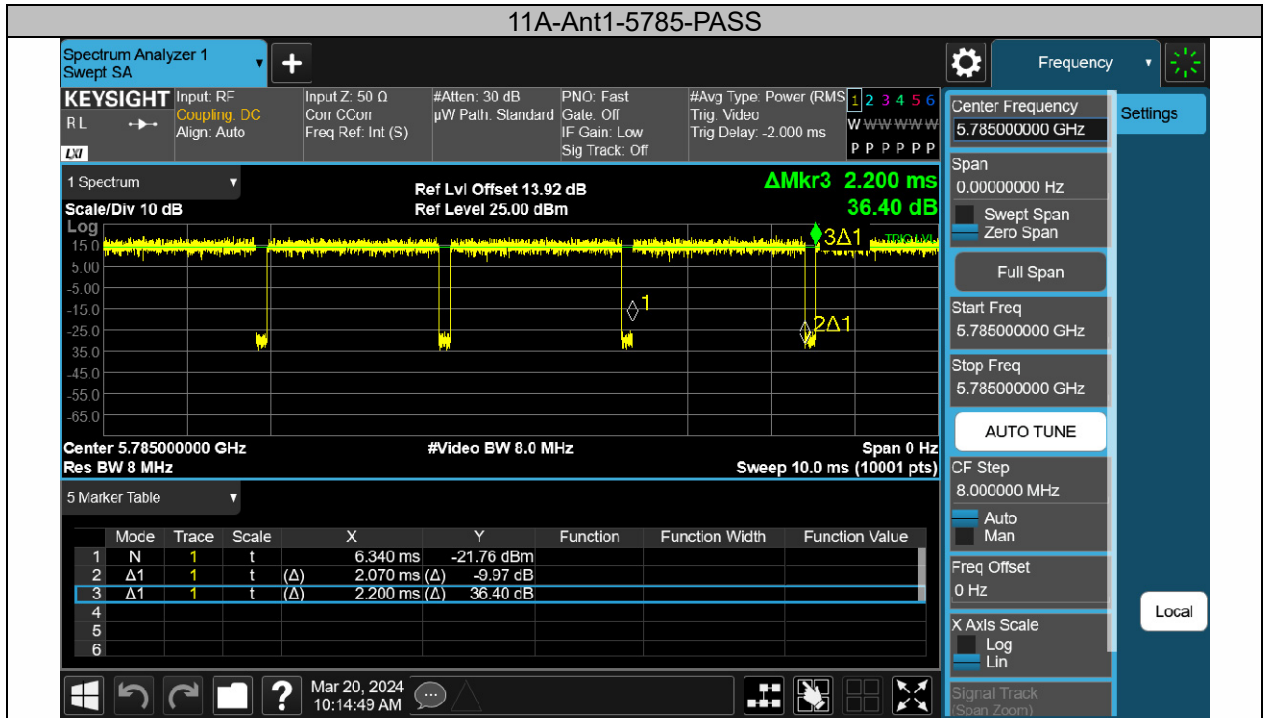 11A-Ant1-5785-PASS
Spectrum Analyzer 1
Swept SA
Frequency
KEYSIGHT
RL
LXI
Input: RF
Coupling: DC
Align: Auto
Input Z: 50 Ω
Corr CCorr
Freq Ref: Int (S)
#Atten: 30 dB
µW Path: Standard
PNO: Fast
Gate: Off
IF Gain: Low
Sig Track: Off
#Avg Type: Power (RMS
Trig: Video
Trig Delay: -2.000 ms
1 2 3 4 5 6
W W W W W W
P P P P P P
1 Spectrum
Scale/Div 10 dB
Ref Lvl Offset 13.92 dB
Ref Level 25.00 dBm
ΔMkr3 2.200 ms
36.40 dB
Log
15.0
5.00
-5.00
-15.0
-25.0
35.0
-45.0
-55.0
-65.0
3Δ1
TRIG LVL
1
2Δ1
Center 5.785000000 GHz
Res BW 8 MHz
#Video BW 8.0 MHz
Span 0 Hz
Sweep 10.0 ms (10001 pts)
5 Marker Table
Mode Trace Scale X Y Function Function Width Function Value
1 N 1 t 6.340 ms -21.76 dBm
2 Δ1 1 t (Δ) 2.070 ms (Δ) -9.97 dB
3 Δ1 1 t (Δ) 2.200 ms (Δ) 36.40 dB
4
5
6
Mar 20, 2024
10:14:49 AM
Center Frequency
5.785000000 GHz
Settings
Span
0.00000000 Hz
Swept Span
Zero Span
Full Span
Start Freq
5.785000000 GHz
Stop Freq
5.785000000 GHz
AUTO TUNE
CF Step
8.000000 MHz
Auto
Man
Freq Offset
0 Hz
Local
X Axis Scale
Log
Lin
Signal Track
(Span Zoom)